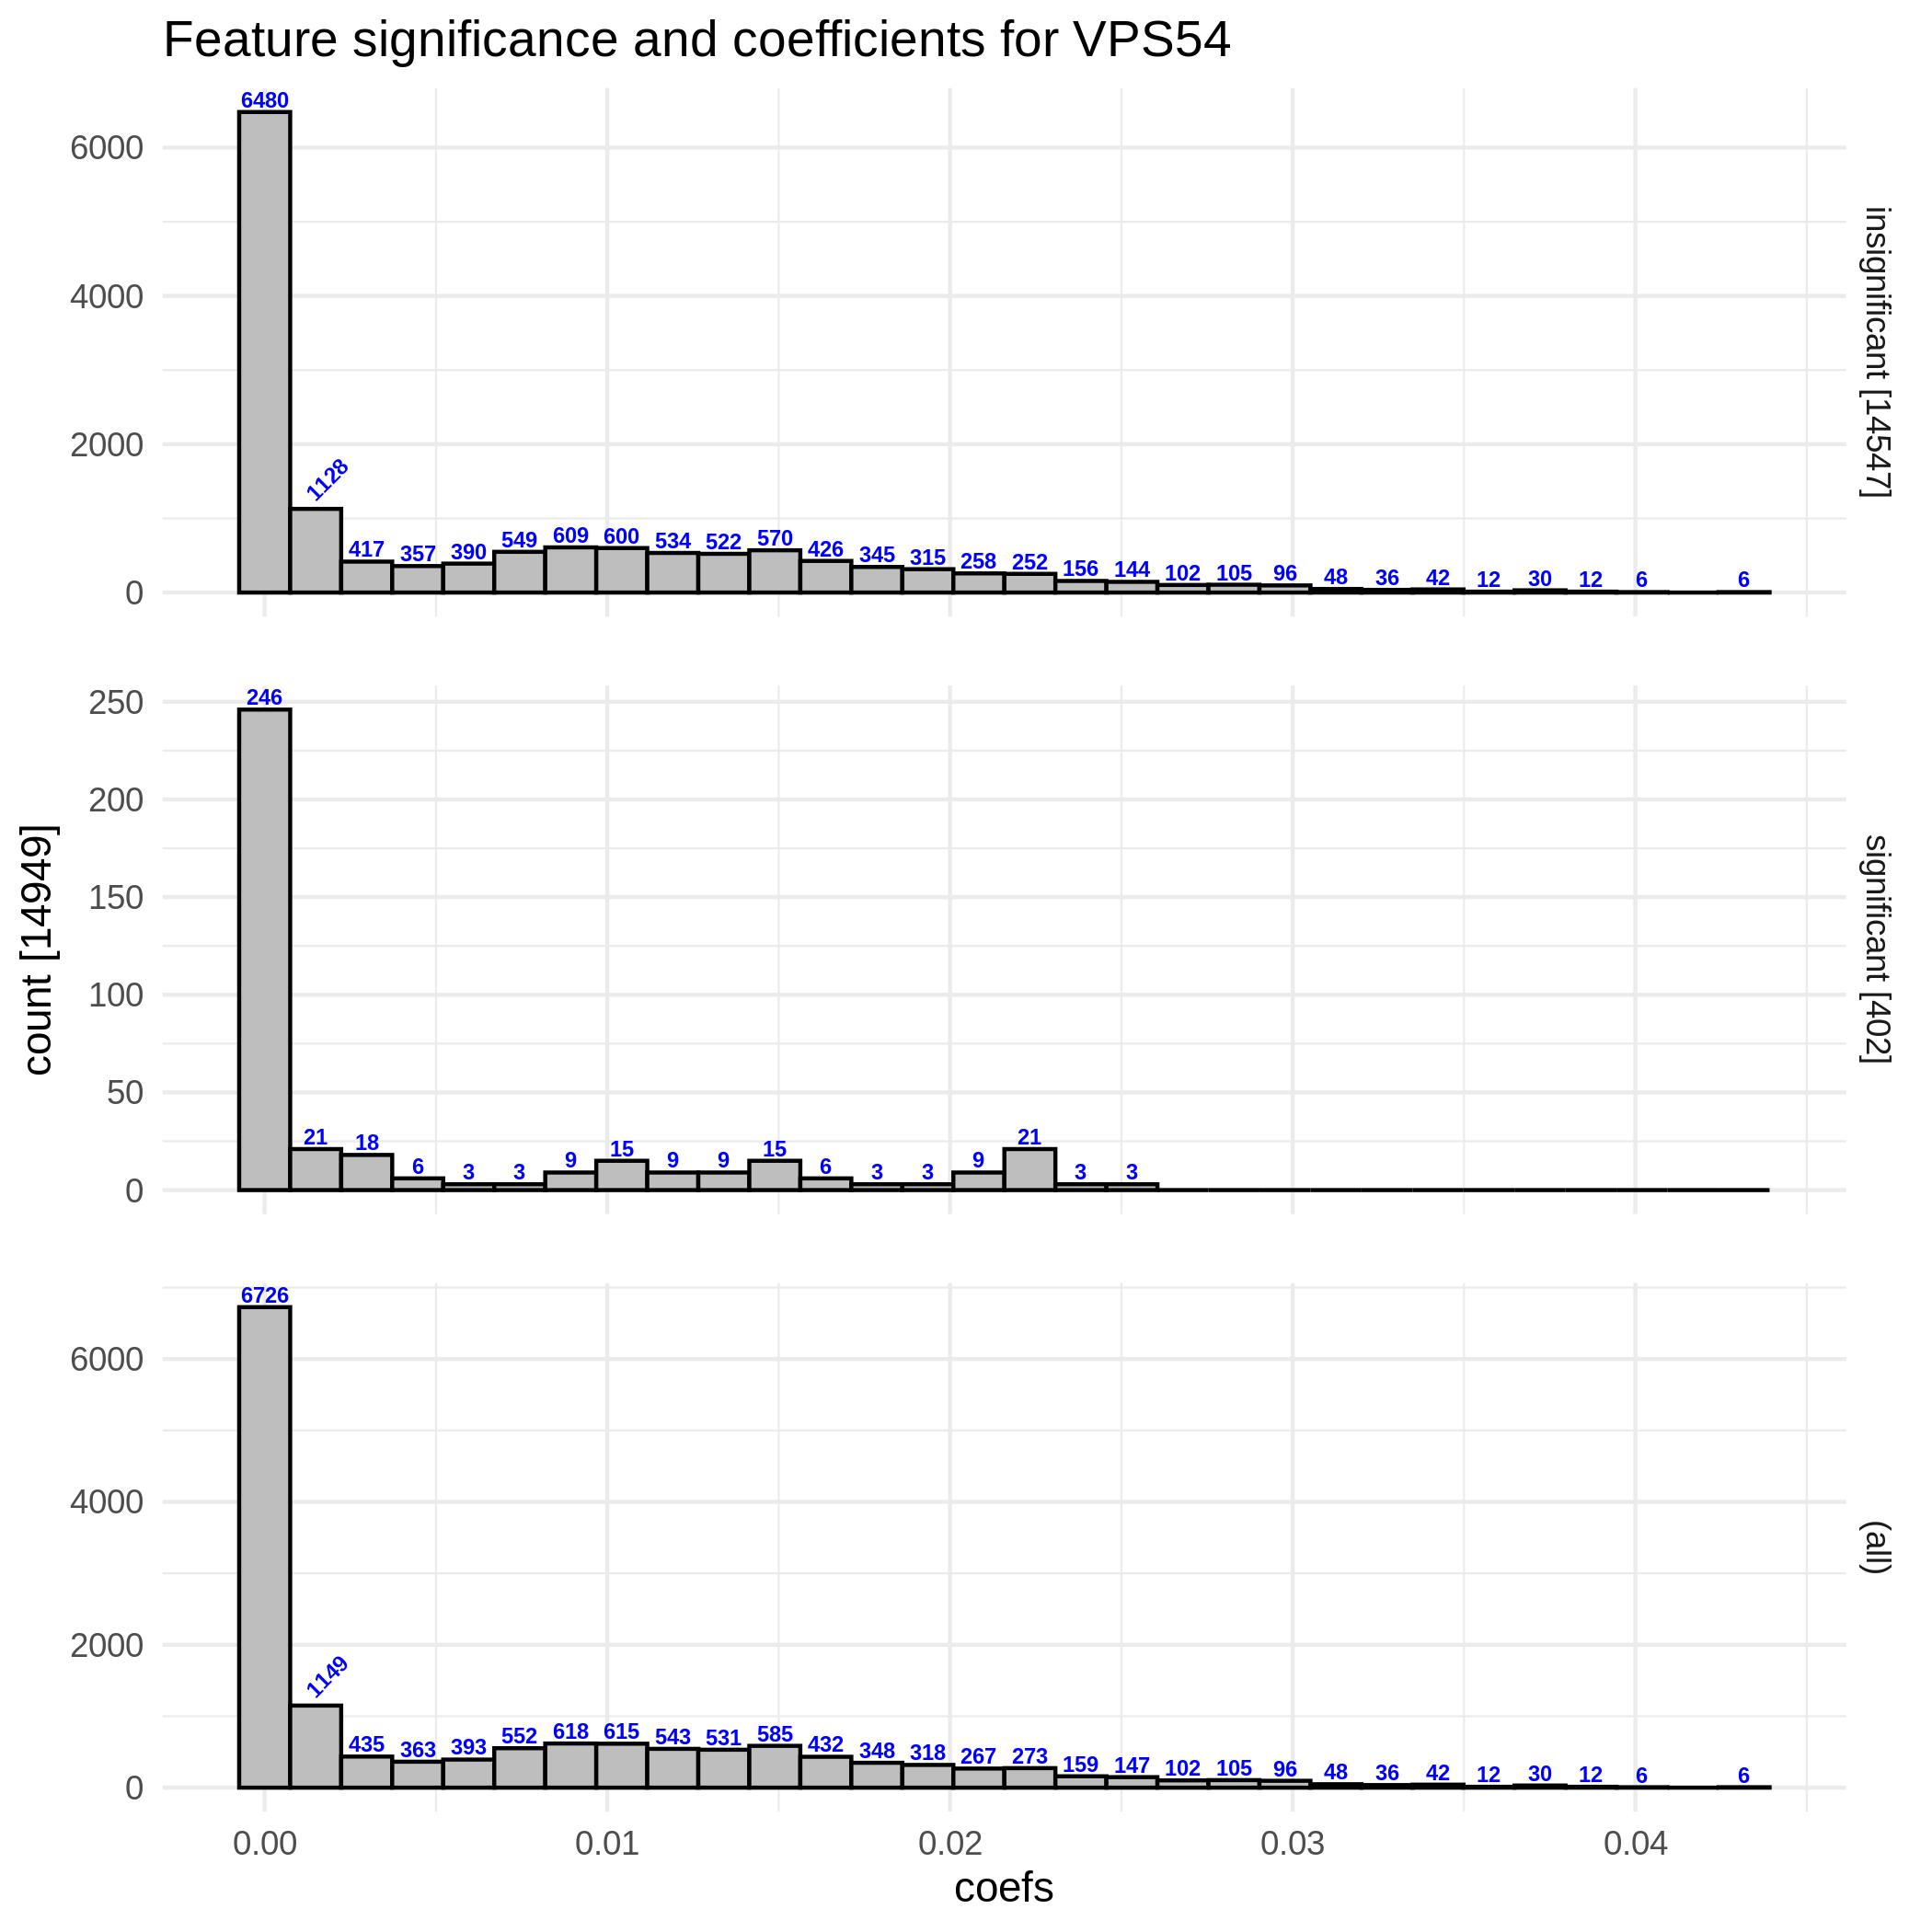 Feature significance and coefficients for VPS54
6480
6000
4000
2000
1128
417 357 390 549 609 600 534 522 570 426 345 315 258 252 156 144 102 105 96 48 36 42 12 30 12 6 6
0
insignificant [14547]
count [14949]
250
246
200
150
100
50
21 18 6 3 3 9 15 9 9 15 6 3 3 9 21 3 3
0
significant [402]
6726
6000
4000
2000
1149
435 363 393 552 618 615 543 531 585 432 348 318 267 273 159 147 102 105 96 48 36 42 12 30 12 6 6
0
(all)
0.00 0.01 0.02 0.03 0.04
coefs